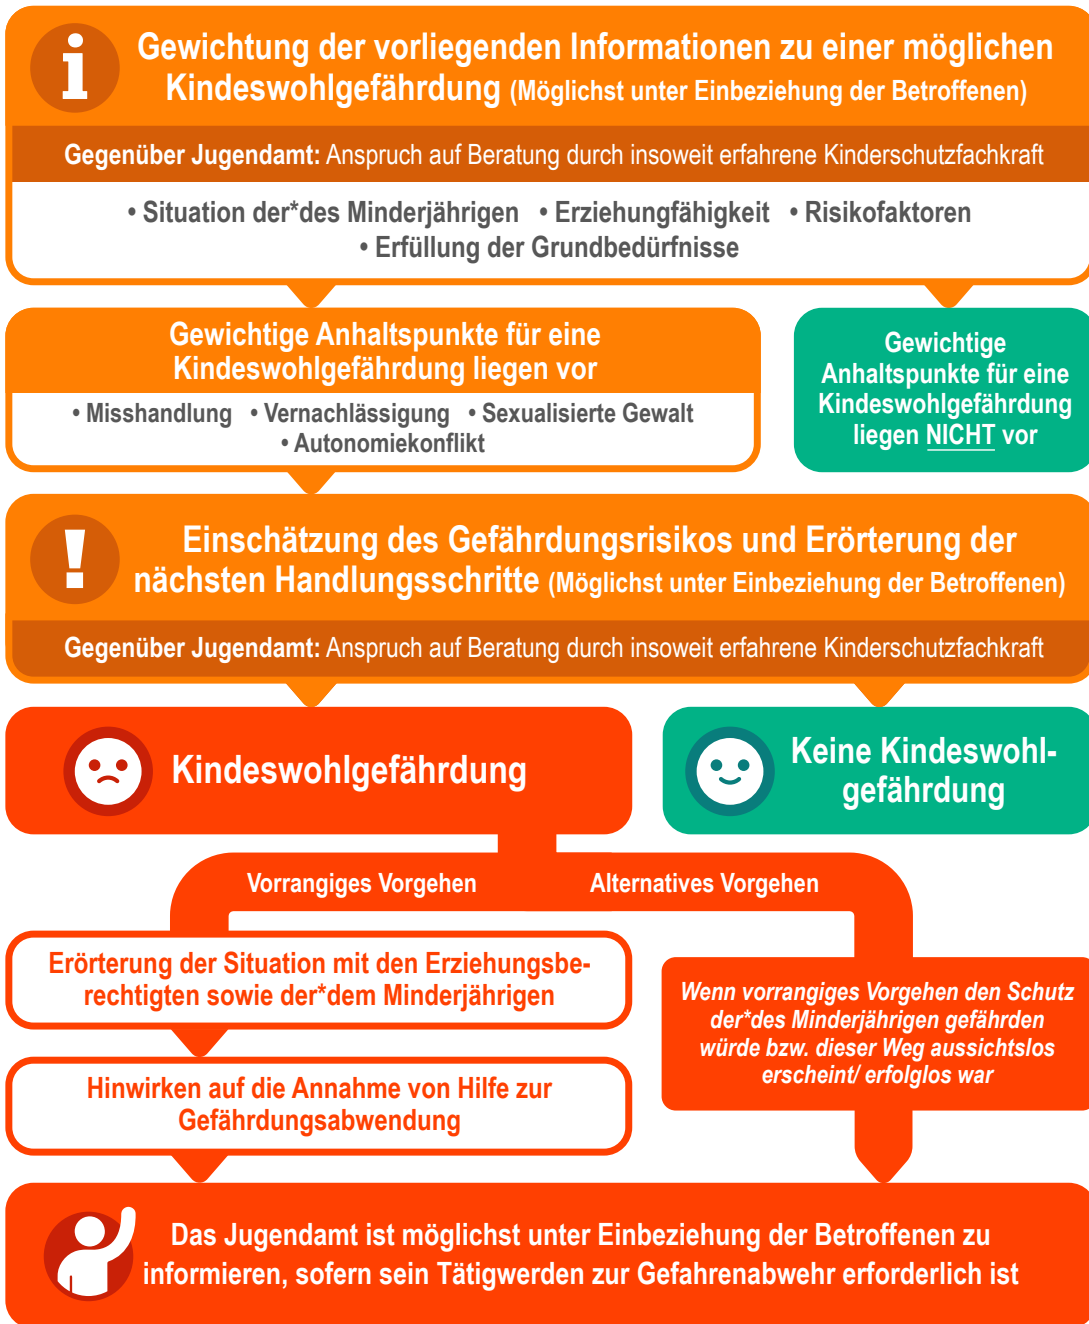 Gewichtung der vorliegenden Informationen zu einer möglichen
Kindeswohlgefährdung (Möglichst unter Einbeziehung der Betroffenen)
Gegenüber Jugendamt: Anspruch auf Beratung durch insoweit erfahrene Kinderschutzfachkraft
• Situation der*des Minderjährigen • Erziehungfähigkeit • Risikofaktoren
• Erfüllung der Grundbedürfnisse
Gewichtige Anhaltspunkte für eine
Kindeswohlgefährdung liegen vor
• Misshandlung • Vernachlässigung • Sexualisierte Gewalt
• Autonomiekonflikt
Gewichtige
Anhaltspunkte für eine
Kindeswohlgefährdung
liegen NICHT vor
Einschätzung des Gefährdungsrisikos und Erörterung der
nächsten Handlungsschritte (Möglichst unter Einbeziehung der Betroffenen)
Gegenüber Jugendamt: Anspruch auf Beratung durch insoweit erfahrene Kinderschutzfachkraft
Kindeswohlgefährdung
Keine Kindeswohl-
gefährdung
Vorrangiges Vorgehen
Alternatives Vorgehen
Erörterung der Situation mit den Erziehungsbe-
rechtigten sowie der*dem Minderjährigen
Hinwirken auf die Annahme von Hilfe zur
Gefährdungsabwendung
Wenn vorrangiges Vorgehen den Schutz
der*des Minderjährigen gefährden
würde bzw. dieser Weg aussichtslos
erscheint/ erfolglos war
Das Jugendamt ist möglichst unter Einbeziehung der Betroffenen zu
informieren, sofern sein Tätigwerden zur Gefahrenabwehr erforderlich ist